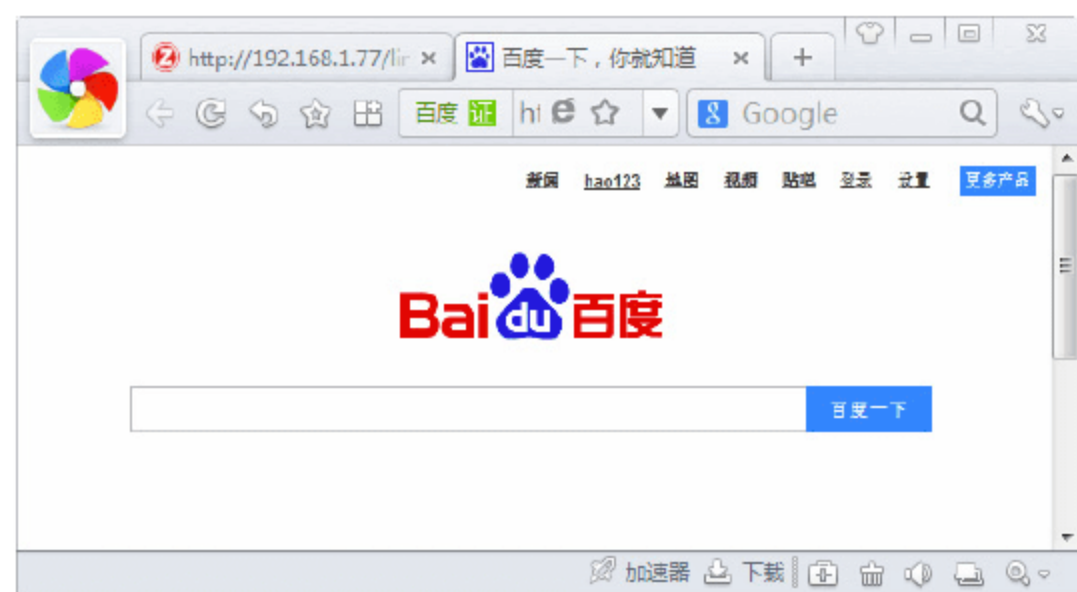 http://192.168.1.77/lir
百度一下，你就知道
百度 证
Google
新闻 hao123 地图 视频 贴吧 登录 设置 更多产品
Bai du 百度
百度一下
加速器 下载